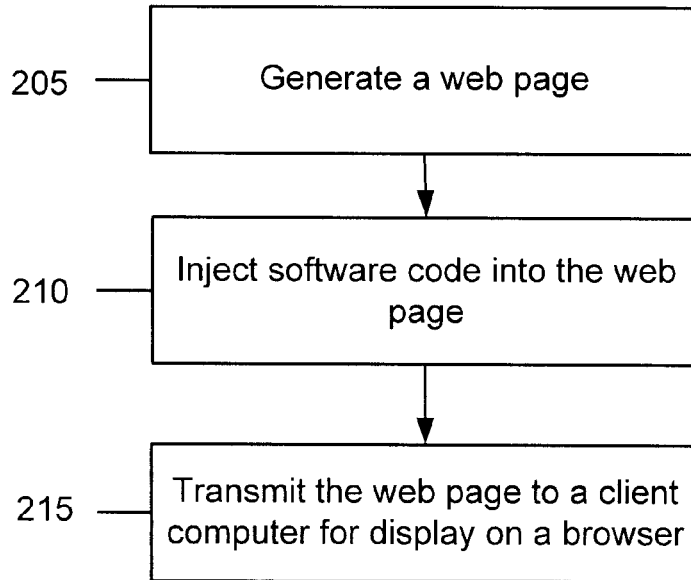 205
Generate a web page
210
Inject software code into the web
page
215
Transmit the web page to a client
computer for display on a browser